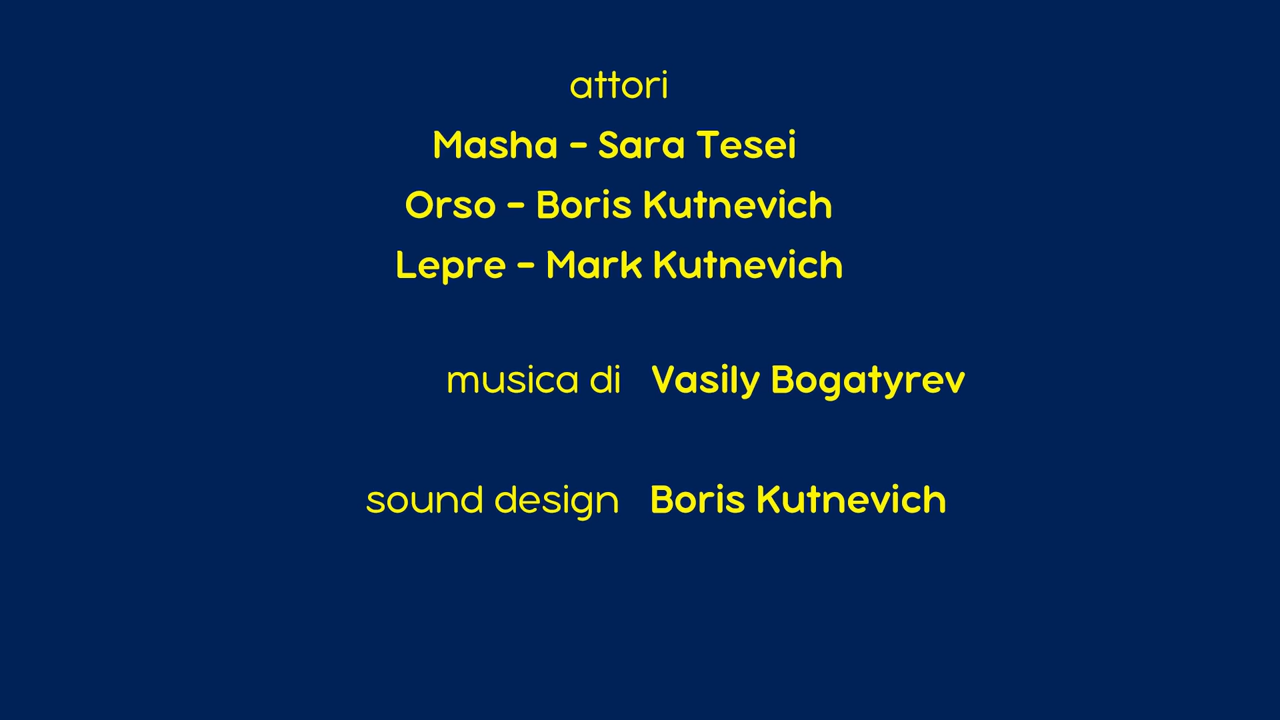 attori
Masha - Sara Tesei
Orso - Boris Kutnevich
Lepre - Mark Kutnevich
musica di Vasily Bogatyrev
sound design Boris Kutnevich